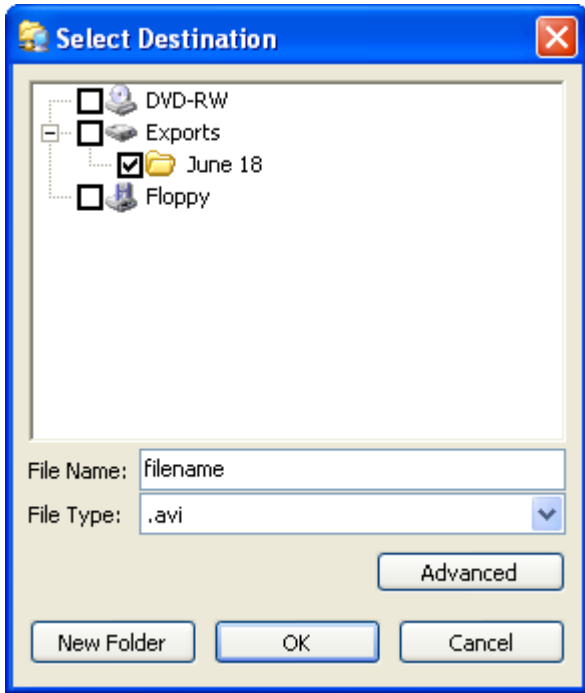 Select Destination
DVD-RW
Exports
June 18
Floppy
File Name: filename
File Type: .avi
Advanced
New Folder OK Cancel